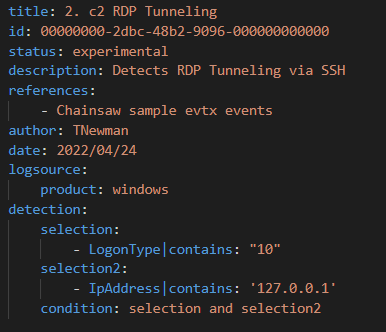 title: 2. c2 RDP Tunneling
id: 00000000-2dbc-48b2-9096-000000000000
status: experimental
description: Detects RDP Tunneling via SSH
references:
    - Chainsaw sample evtx events
author: TNewman
date: 2022/04/24
logsource:
    product: windows
detection:
    selection:
        - LogonType|contains: "10"
    selection2:
        - IpAddress|contains: '127.0.0.1'
    condition: selection and selection2